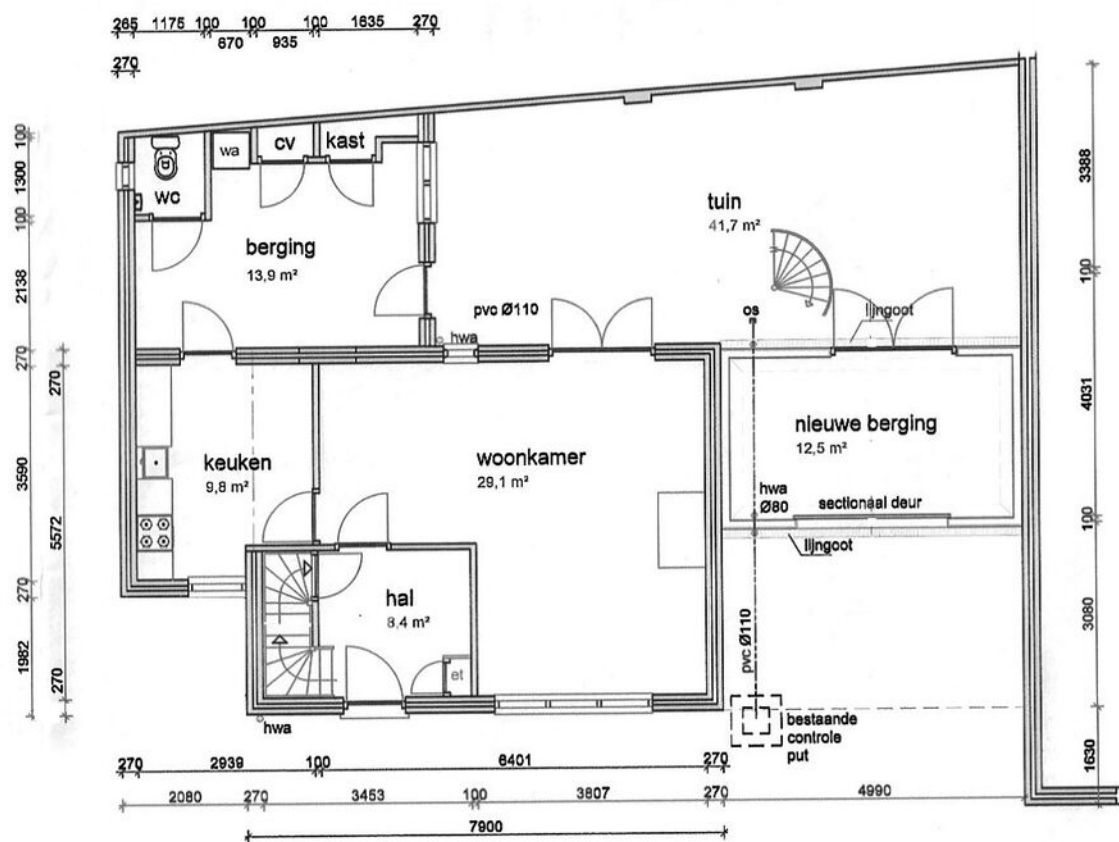 265 1175 100 100 100 1635 270
670 935
270
100
1300
100
2138
270
270
3590
5572
270
1982
270
wc
wa
cv
kast
berging
13,9 m²
tuin
41,7 m²
pvc Ø110
hwa
os
lijngoot
keuken
9,8 m²
woonkamer
29,1 m²
nieuwe berging
12,5 m²
hwa
Ø80
sectionaal deur
lijngoot
hal
8,4 m²
et
hwa
pvc Ø110
bestaande
controle
put
3388
100
4031
100
3080
1630
270 2939 100 6401 270
2080 270 3453 100 3807 270 4990
7900